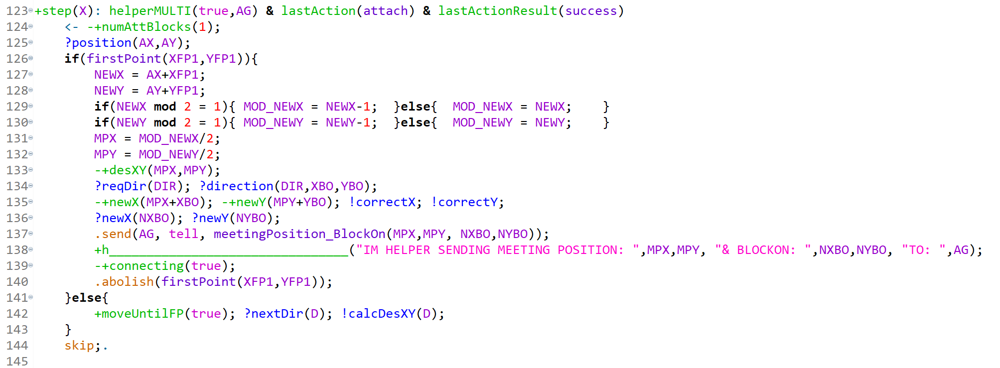 123 +step(X): helperMULTI(true,AG) & lastAction(attach) & lastActionResult(success)
124     <- -+numAttBlocks(1);
125     ?position(AX,AY);
126     if(firstPoint(XFP1,YFP1)){
127         NEWX = AX+XFP1;
128         NEWY = AY+YFP1;
129         if(NEWX mod 2 = 1){ MOD_NEWX = NEWX-1;  }else{  MOD_NEWX = NEWX;    }
130         if(NEWY mod 2 = 1){ MOD_NEWY = NEWY-1;  }else{  MOD_NEWY = NEWY;    }
131         MPX = MOD_NEWX/2;
132         MPY = MOD_NEWY/2;
133         -+desXY(MPX,MPY);
134         ?reqDir(DIR); ?direction(DIR,XBO,YBO);
135         -+newX(MPX+XBO); -+newY(MPY+YBO); !correctX; !correctY;
136         ?newX(NXBO); ?newY(NYBO);
137         .send(AG, tell, meetingPosition_BlockOn(MPX,MPY, NXBO,NYBO));
138         +h________________________________("IM HELPER SENDING MEETING POSITION: ",MPX,MPY, "& BLOCKON: ",NXBO,NYBO, "TO: ",AG);
139         -+connecting(true);
140         .abolish(firstPoint(XFP1,YFP1));
141     }else{
142         +moveUntilFP(true); ?nextDir(D); !calcDesXY(D);
143     }
144     skip;.
145